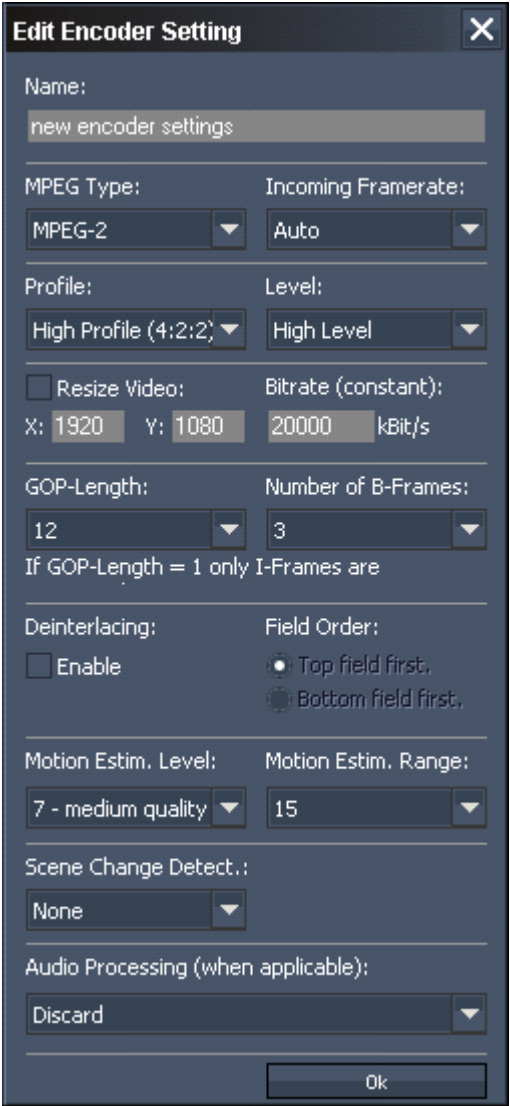 Edit Encoder Setting
Name:
new encoder settings
MPEG Type: Incoming Framerate:
MPEG-2 Auto
Profile: Level:
High Profile (4:2:2) High Level
Resize Video: Bitrate (constant):
X: 1920 Y: 1080 20000 kBit/s
GOP-Length: Number of B-Frames:
12 3
If GOP-Length = 1 only I-Frames are
Deinterlacing: Field Order:
Enable Top field first.
Bottom field first.
Motion Estim. Level: Motion Estim. Range:
7 - medium quality 15
Scene Change Detect.:
None
Audio Processing (when applicable):
Discard
Ok